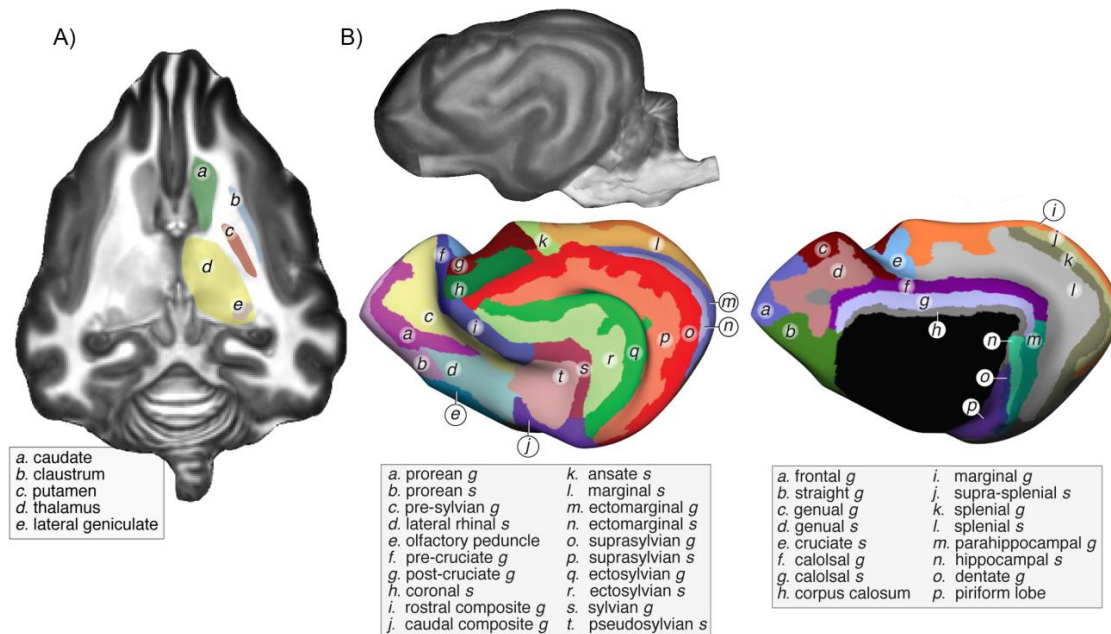 A)
B)
a
b
c
d
e
a. caudate
b. claustrum
c. putamen
d. thalamus
e. lateral geniculate
f
g
h
k
l
i
c
a
b
d
e
t
s
r
q
p
o
m
n
j
a. prorean g
b. prorean s
c. pre-sylvian g
d. lateral rhinal s
e. olfactory peduncle
f. pre-cruciate g
g. post-cruciate g
h. coronal s
i. rostral composite g
j. caudal composite g
k. ansate s
l. marginal s
m. ectomarginal g
n. ectomarginal s
o. suprasylvian g
p. suprasylvian s
q. ectosylvian g
r. ectosylvian s
s. sylvian g
t. pseudosylvian s
i
c
d
e
j
k
l
f
g
h
a
b
n
m
o
p
a. frontal g
b. straight g
c. genual g
d. genual s
e. cruciate s
f. calolsal g
g. calolsal s
h. corpus calosum
i. marginal g
j. supra-splenial s
k. splenial g
l. splenial s
m. parahippocampal g
n. hippocampal s
o. dentate g
p. piriform lobe